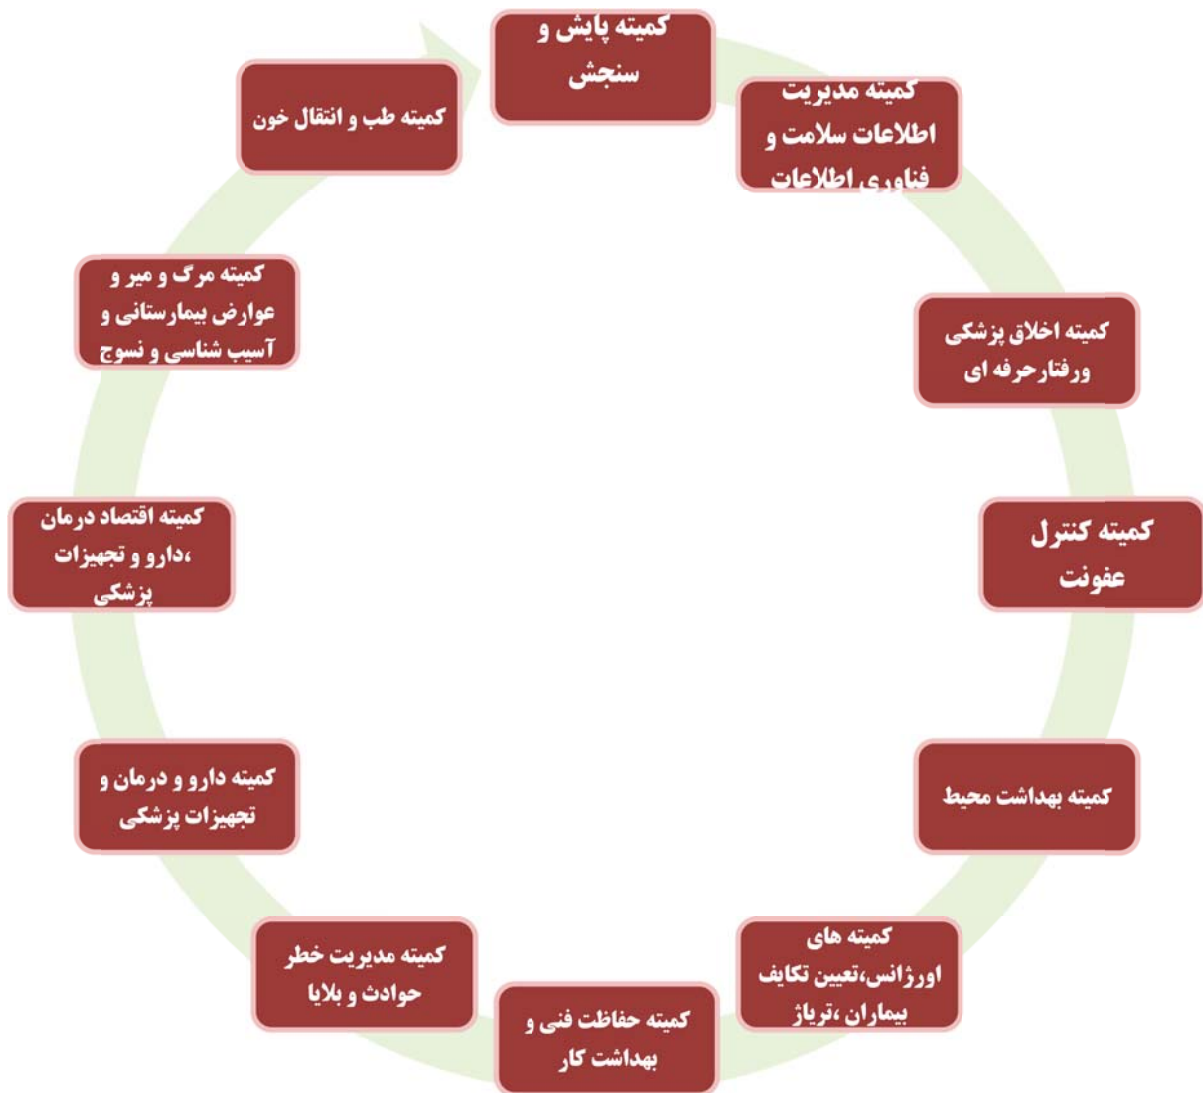 کمیته پایش و
سنجش
کمیته مدیریت
اطلاعات سلامت و
فناوری اطلاعات
کمیته اخلاق پزشکی
ورفتارحرفه ای
کمیته کنترل
عفونت
کمیته بهداشت محیط
کمیته های
اورژانس،تعیین تکایف
بیماران ،تریاژ
کمیته حفاظت فنی و
بهداشت کار
کمیته مدیریت خطر
حوادث و بلایا
کمیته دارو و درمان و
تجهیزات پزشکی
کمیته اقتصاد درمان
،دارو و تجهیزات
پزشکی
کمیته مرگ و میر و
عوارض بیمارستانی و
آسیب شناسی و نسوج
کمیته طب و انتقال خون